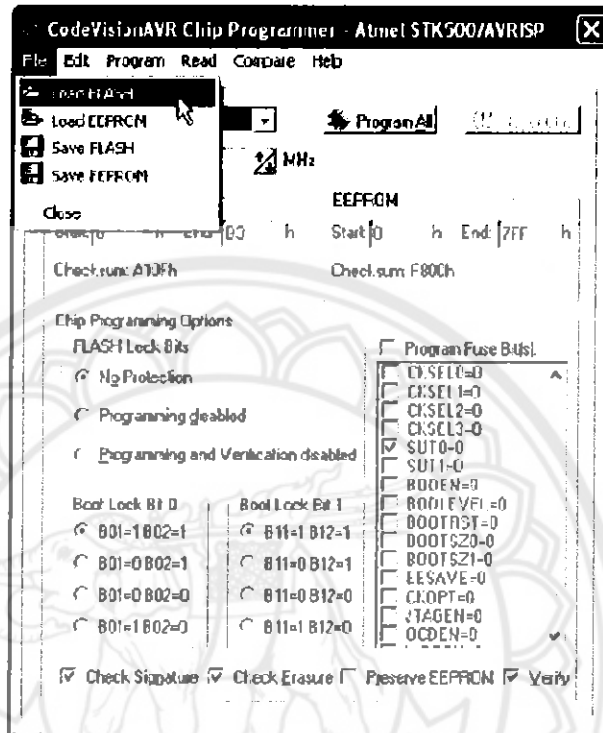 CodeVisionAVR Chip Programmer - Atmel STK500/AVRISP
File Edit Program Read Compare Help
Load FLASH
Load EEPROM
Program All
Save FLASH
MHz
Save EEPROM
EEPROM
Close
h End: h Start: 0 h End: 7FF h
Checksum: F800h
Chip Programming Options
FLASH Lock Bits
Program Fuse Bit(s):
No Protection
CKSEL0=0
CKSEL1=0
CKSEL2=0
Programming disabled
CKSEL3=0
SUT0=0
Programming and Verification disabled
SUT1=0
BODEN=0
Boot Lock Bit 0 Boot Lock Bit 1
BODLEVEL=0
BOOTRST=0
B01=1 B02=1 B11=1 B12=1
BOOTSZ0=0
B01=0 B02=1 B11=0 B12=1
BOOTSZ1=0
EESAVE=0
B01=0 B02=0 B11=0 B12=0
CKOPT=0
JTAGEN=0
B01=1 B02=0 B11=1 B12=0
OCDEN=0
Check Signature Check Erasure Preserve EEPROM Verify